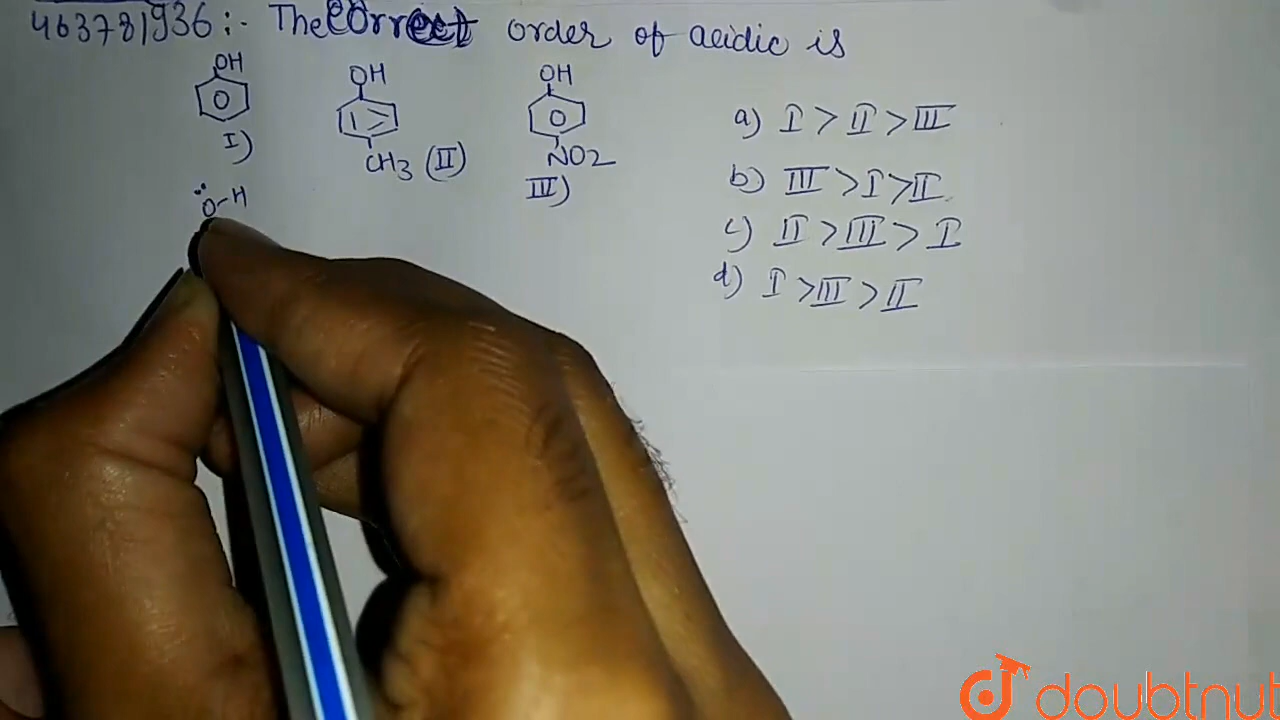 463781936:- The correct order of acidic is
OH
I)
OH
CH3 (II)
OH
NO2
III)
Ö-H
a) I > II > III
b) III > I > II
c) II > III > I
d) I > III > II
doubtnut